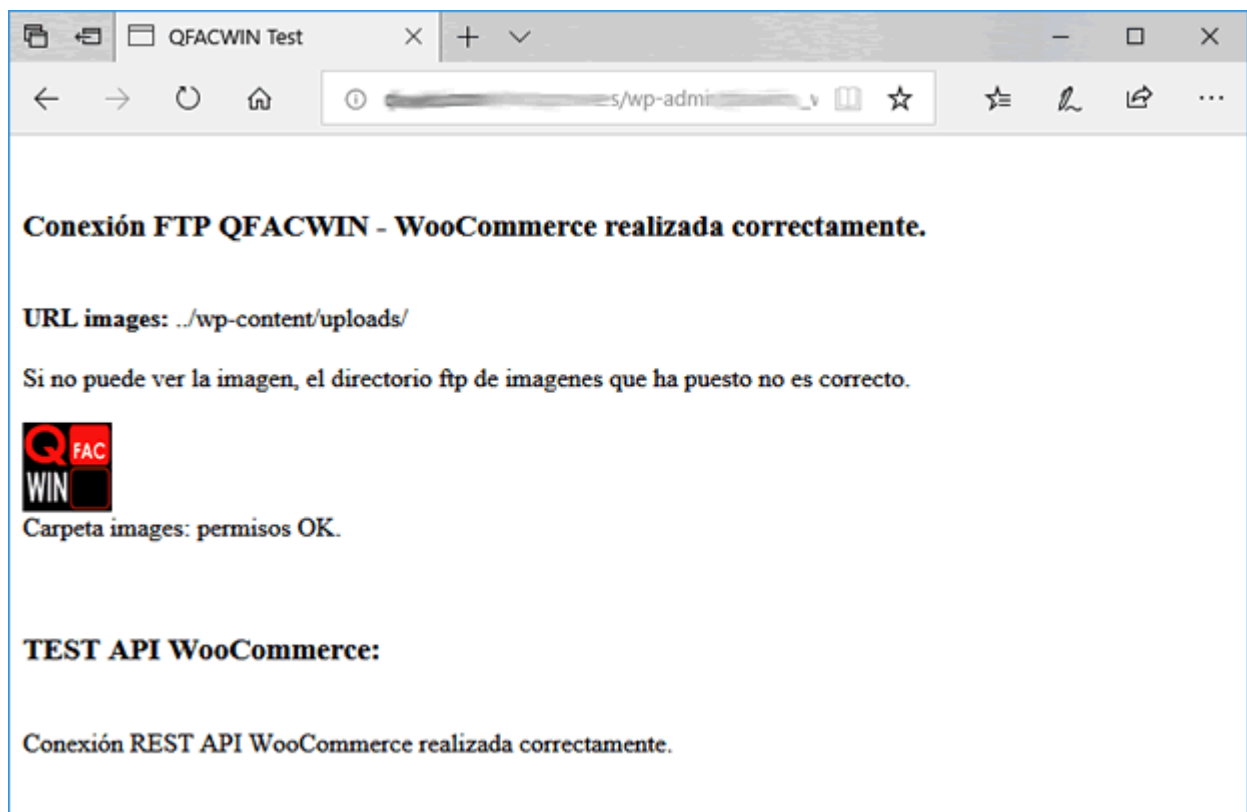 QFACWIN Test
s/wp-admi
Conexión FTP QFACWIN - WooCommerce realizada correctamente.
URL images: ../wp-content/uploads/
Si no puede ver la imagen, el directorio ftp de imagenes que ha puesto no es correcto.
Q FAC
WIN
Carpeta images: permisos OK.
TEST API WooCommerce:
Conexión REST API WooCommerce realizada correctamente.